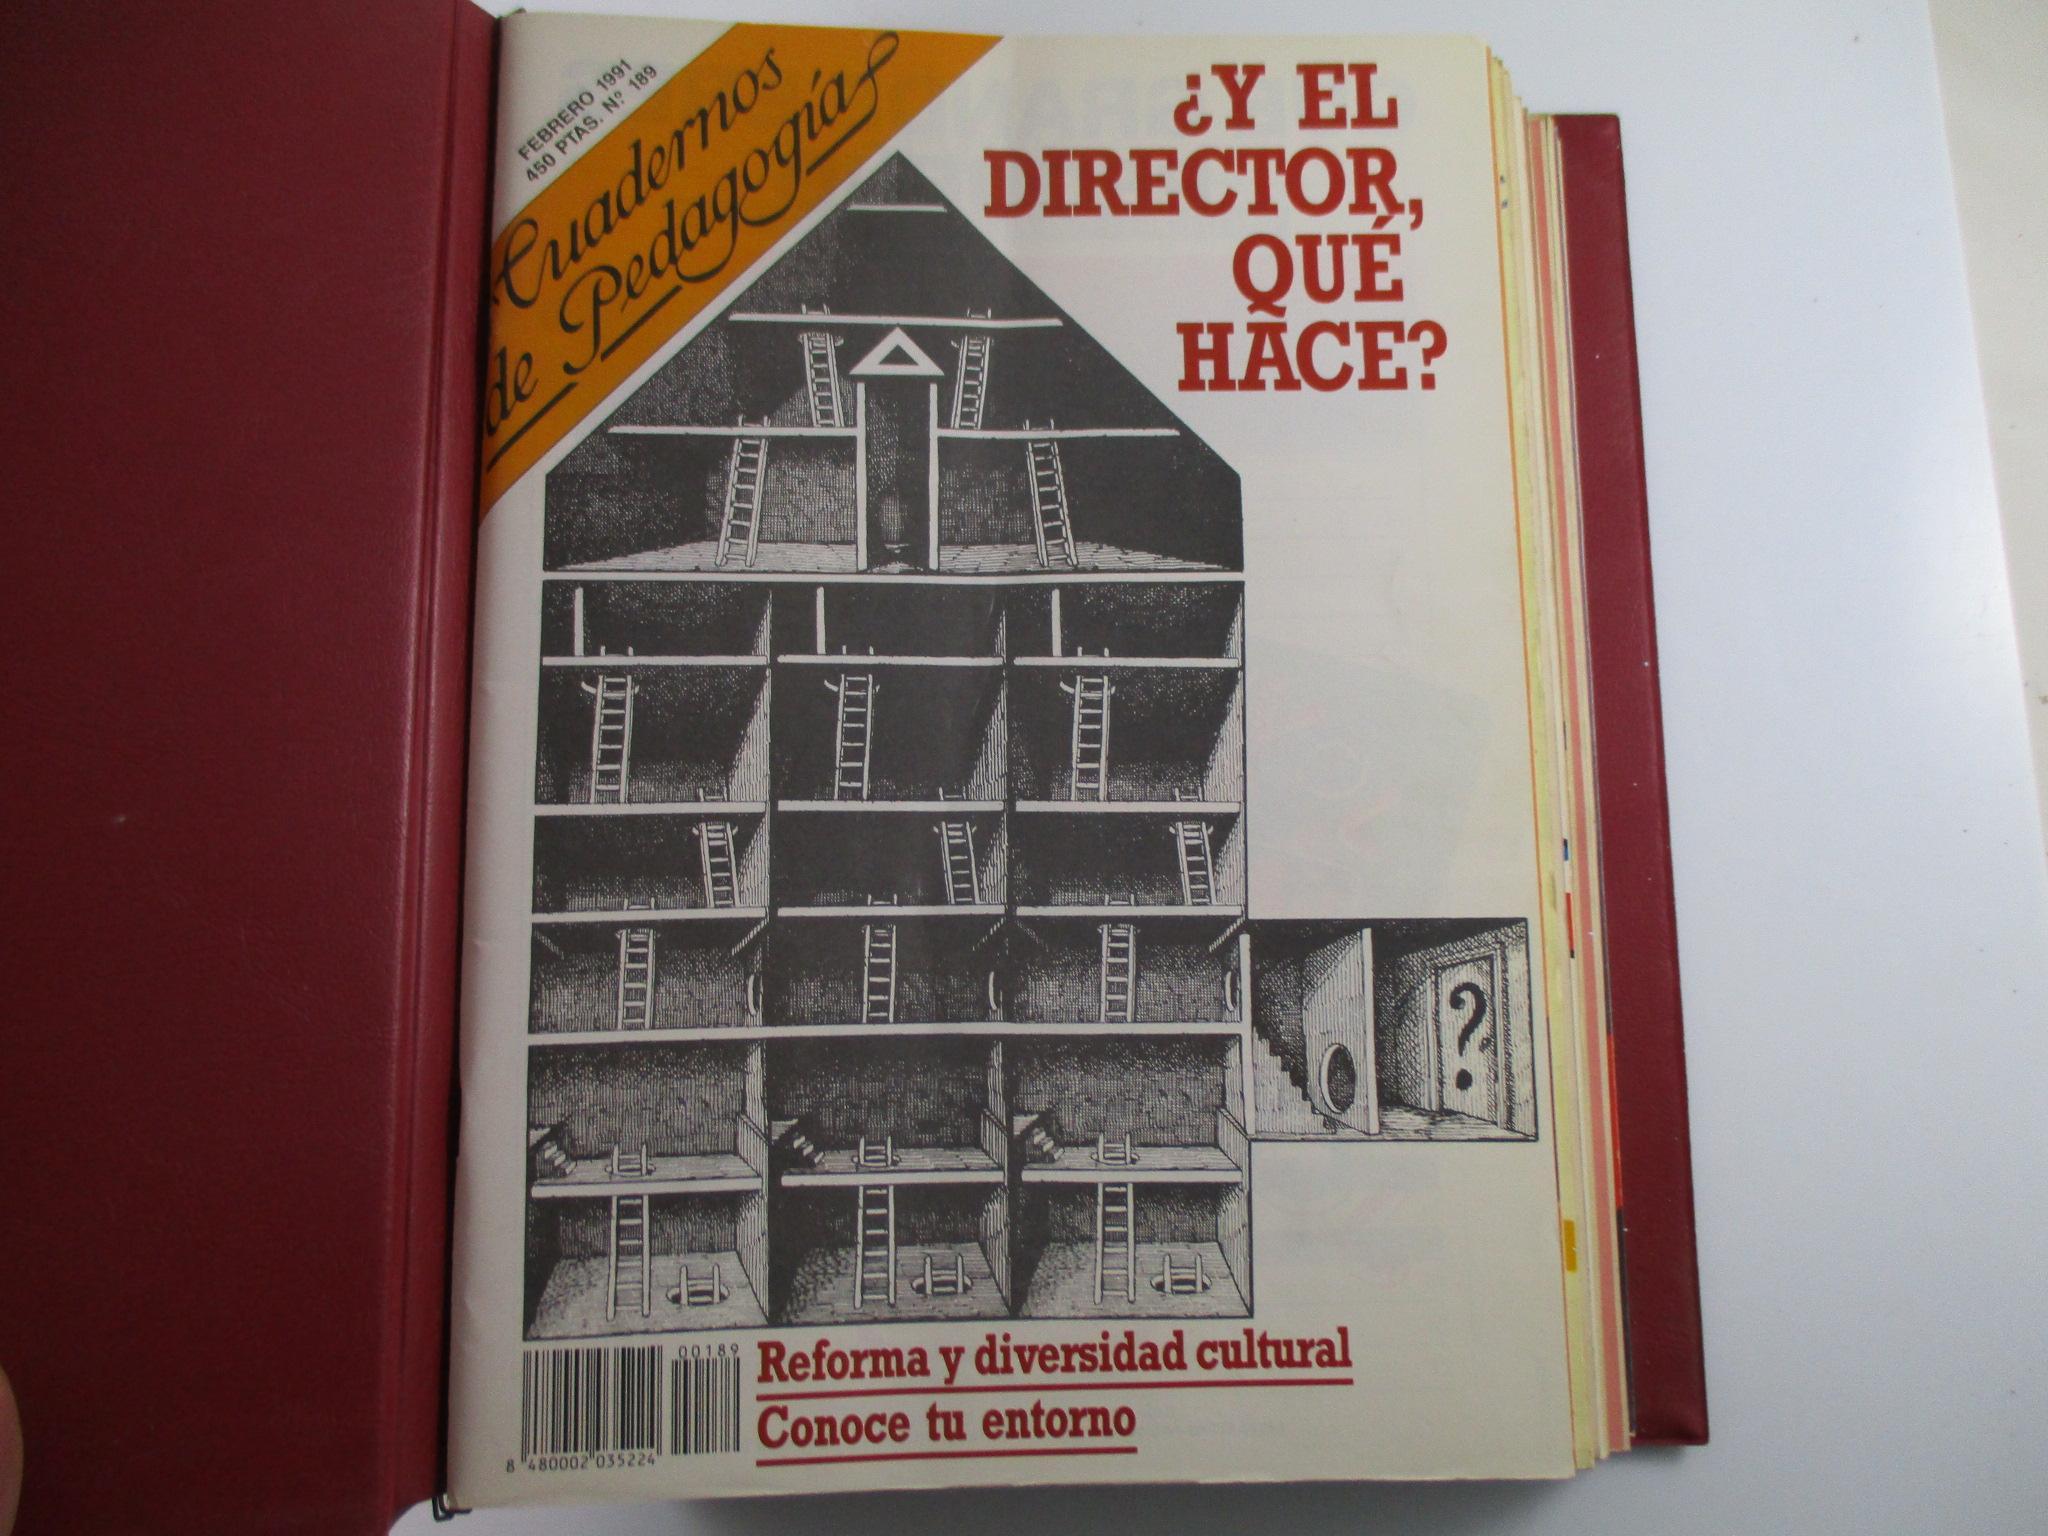 FEBRERO 1991
450 PTAS. N.º 189
Cuadernos
de Pedagogía
¿Y EL
DIRECTOR,
QUÉ
HACE?
?
00189
8 480002 035224
Reforma y diversidad cultural
Conoce tu entorno